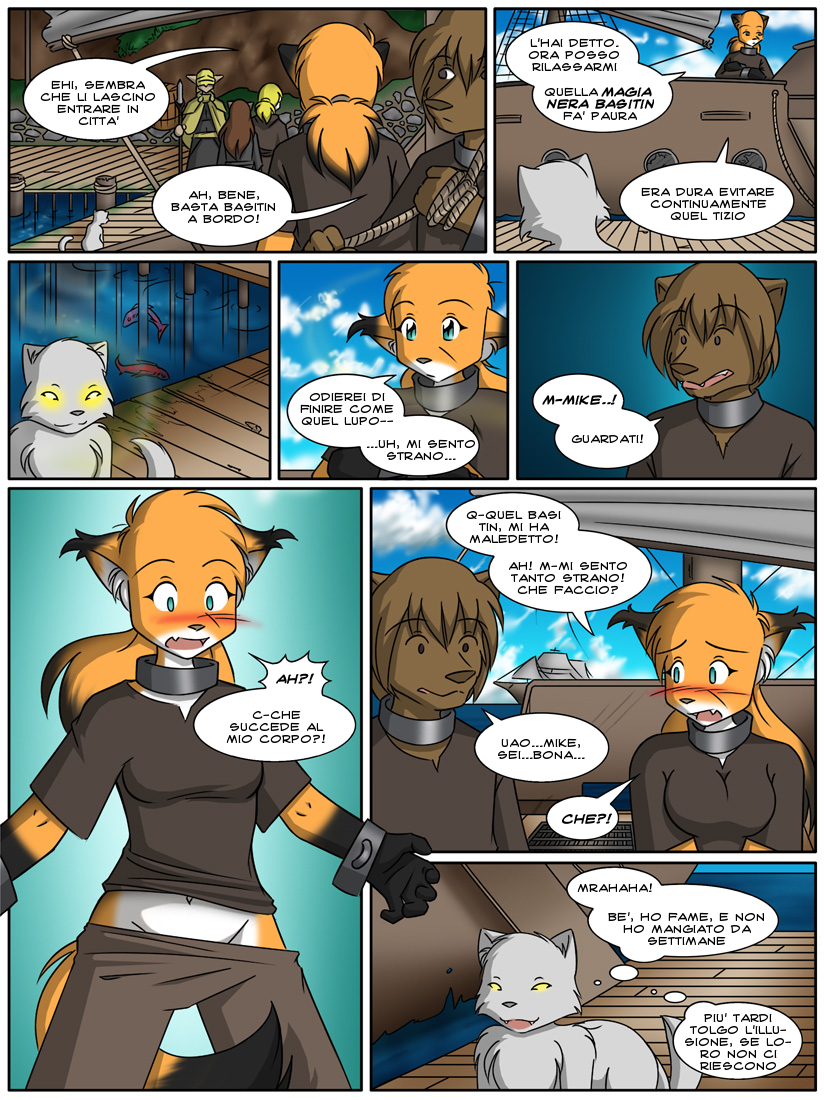 EHI, SEMBRA
CHE LI LASCINO
ENTRARE IN
CITTA'
AH, BENE,
BASTA BASITIN
A BORDO!
L'HAI DETTO.
ORA POSSO
RILASSARMI
QUELLA MAGIA
NERA BASITIN
FA' PAURA
ERA DURA EVITARE
CONTINUAMENTE
QUEL TIZIO
ODIEREI DI
FINIRE COME
QUEL LUPO--
...UH, MI SENTO
STRANO...
M-MIKE..!
GUARDATI!
AH?!
C-CHE
SUCCEDE AL
MIO CORPO?!
Q-QUEL BASI
TIN, MI HA
MALEDETTO!
AH! M-MI SENTO
TANTO STRANO!
CHE FACCIO?
UAO...MIKE,
SEI...BONA...
CHE?!
MRAHAHA!
BE', HO FAME, E NON
HO MANGIATO DA
SETTIMANE
PIU' TARDI
TOLGO L'ILLU-
SIONE, SE LO-
RO NON CI
RIESCONO